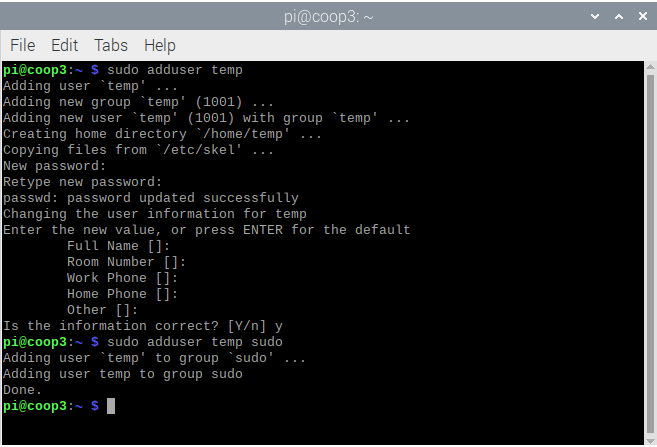 pi@coop3: ~
File Edit Tabs Help
pi@coop3:~ $ sudo adduser temp
Adding user `temp' ...
Adding new group `temp' (1001) ...
Adding new user `temp' (1001) with group `temp' ...
Creating home directory `/home/temp' ...
Copying files from `/etc/skel' ...
New password:
Retype new password:
passwd: password updated successfully
Changing the user information for temp
Enter the new value, or press ENTER for the default
        Full Name []:
        Room Number []:
        Work Phone []:
        Home Phone []:
        Other []:
Is the information correct? [Y/n] y
pi@coop3:~ $ sudo adduser temp sudo
Adding user `temp' to group `sudo' ...
Adding user temp to group sudo
Done.
pi@coop3:~ $